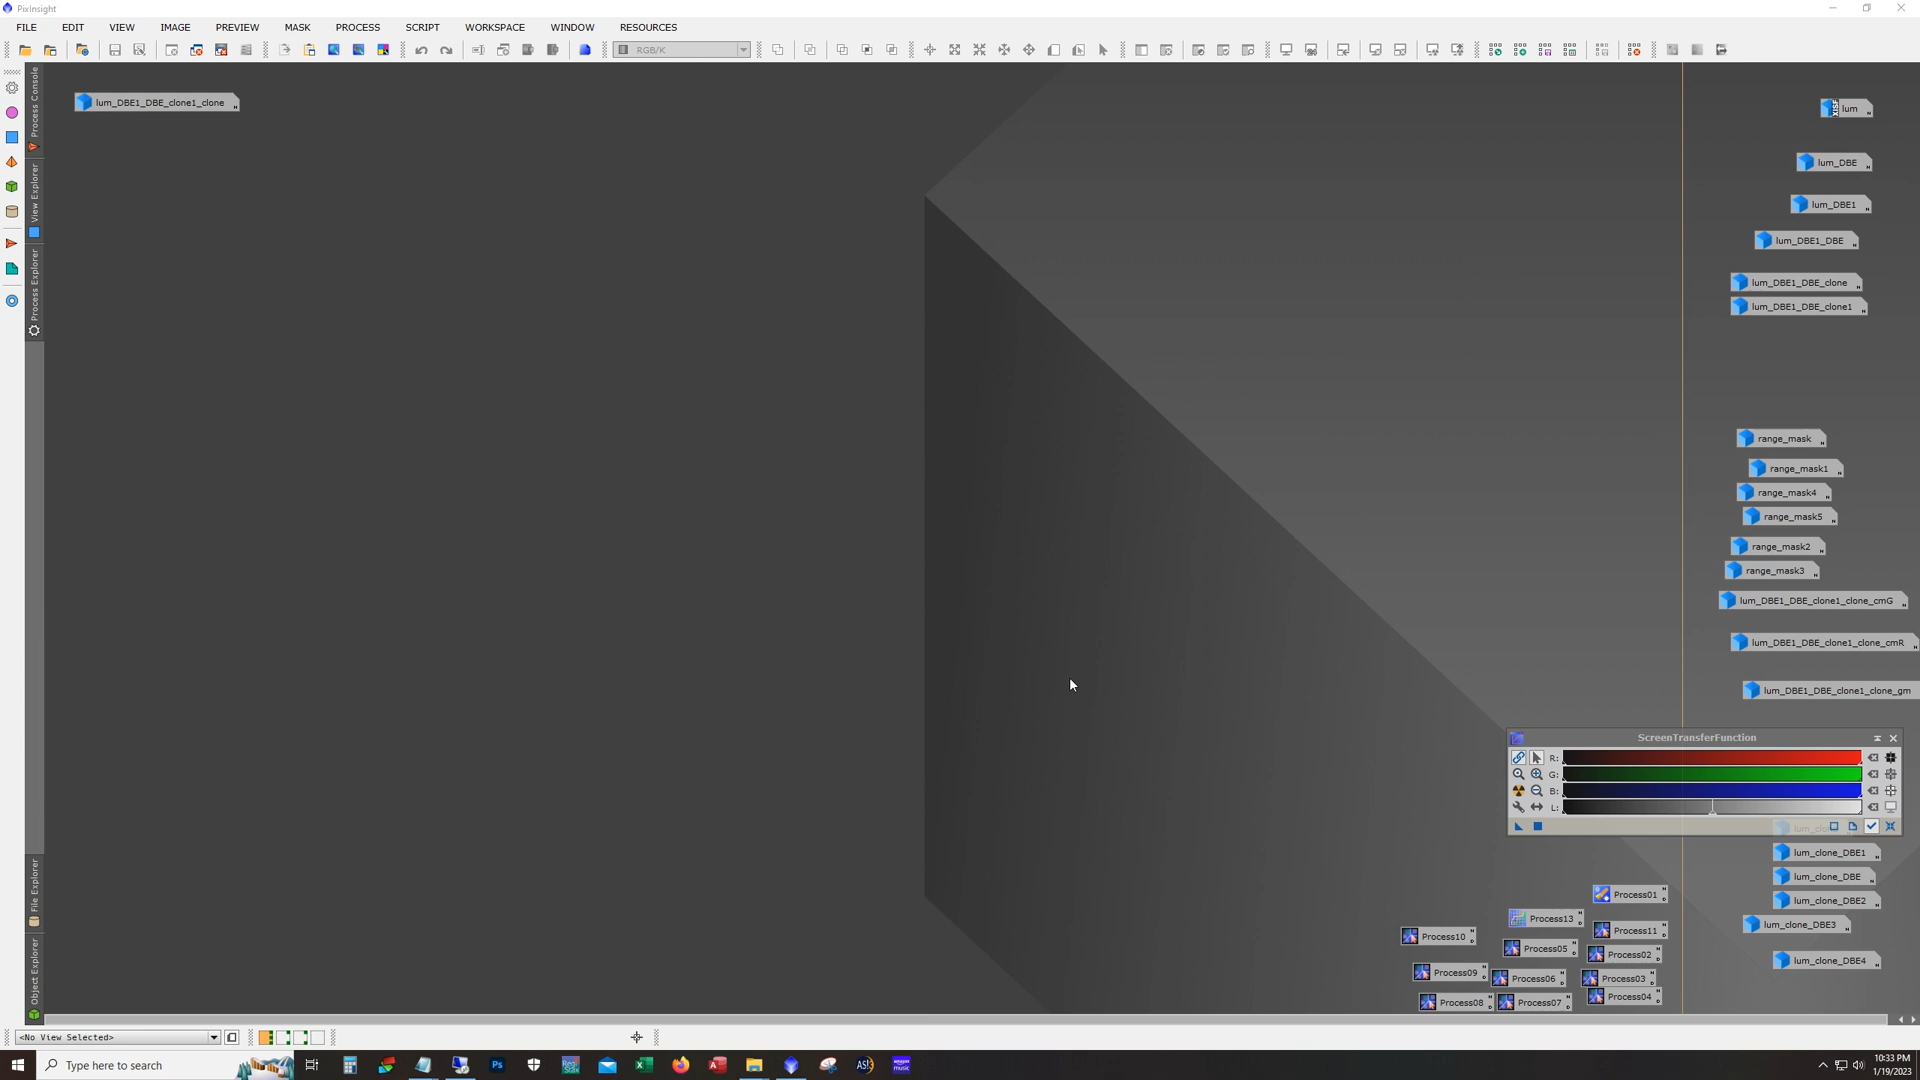 PixInsight
FILE EDIT VIEW IMAGE PROCESS PREVIEW MASK PROCESS SCRIPT WORKSPACE WINDOW RESOURCES
RGB/K
Process Console
View Explorer
Process Explorer
File Explorer
Object Explorer
lum_DBE1_DBE_clone1_clone
lum
XISF
lum_DBE
lum_DBE1
lum_DBE1_DBE
lum_DBE1_DBE_clone
lum_DBE1_DBE_clone1
range_mask
range_mask1
range_mask4
range_mask5
range_mask2
range_mask3
lum_DBE1_DBE_clone1_clone_cmG
lum_DBE1_DBE_clone1_clone_cmR
lum_DBE1_DBE_clone1_clone_gm
ScreenTransferFunction
R:
G:
B:
L:
lum_clone_DBE1
lum_clone_DBE
lum_clone_DBE2
lum_clone_DBE3
lum_clone_DBE4
Process01
Process13
Process11
Process10
Process05
Process02
Process09
Process06
Process03
Process04
Process08
Process07
<No View Selected>
Type here to search
10:33 PM
1/19/2023